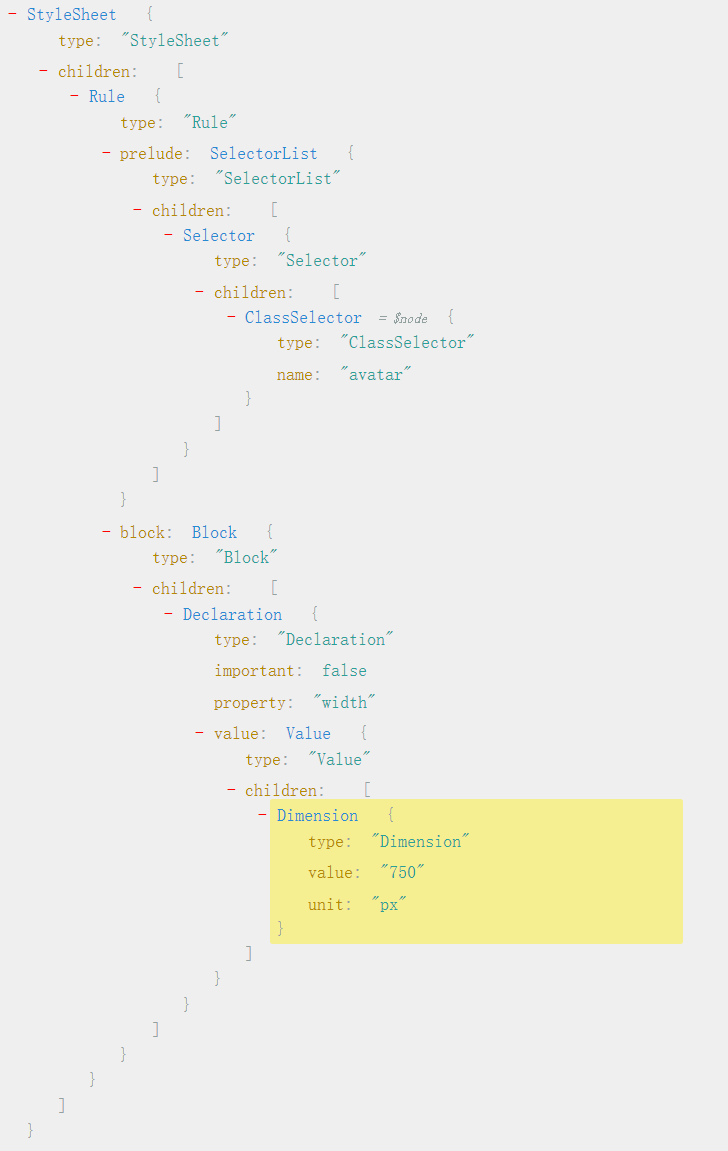 - StyleSheet {
type: "StyleSheet"
- children: [
- Rule {
type: "Rule"
- prelude: SelectorList {
type: "SelectorList"
- children: [
- Selector {
type: "Selector"
- children: [
- ClassSelector = $node {
type: "ClassSelector"
name: "avatar"
}
]
}
]
}
- block: Block {
type: "Block"
- children: [
- Declaration {
type: "Declaration"
important: false
property: "width"
- value: Value {
type: "Value"
- children: [
- Dimension {
type: "Dimension"
value: "750"
unit: "px"
}
]
}
}
]
}
}
]
}